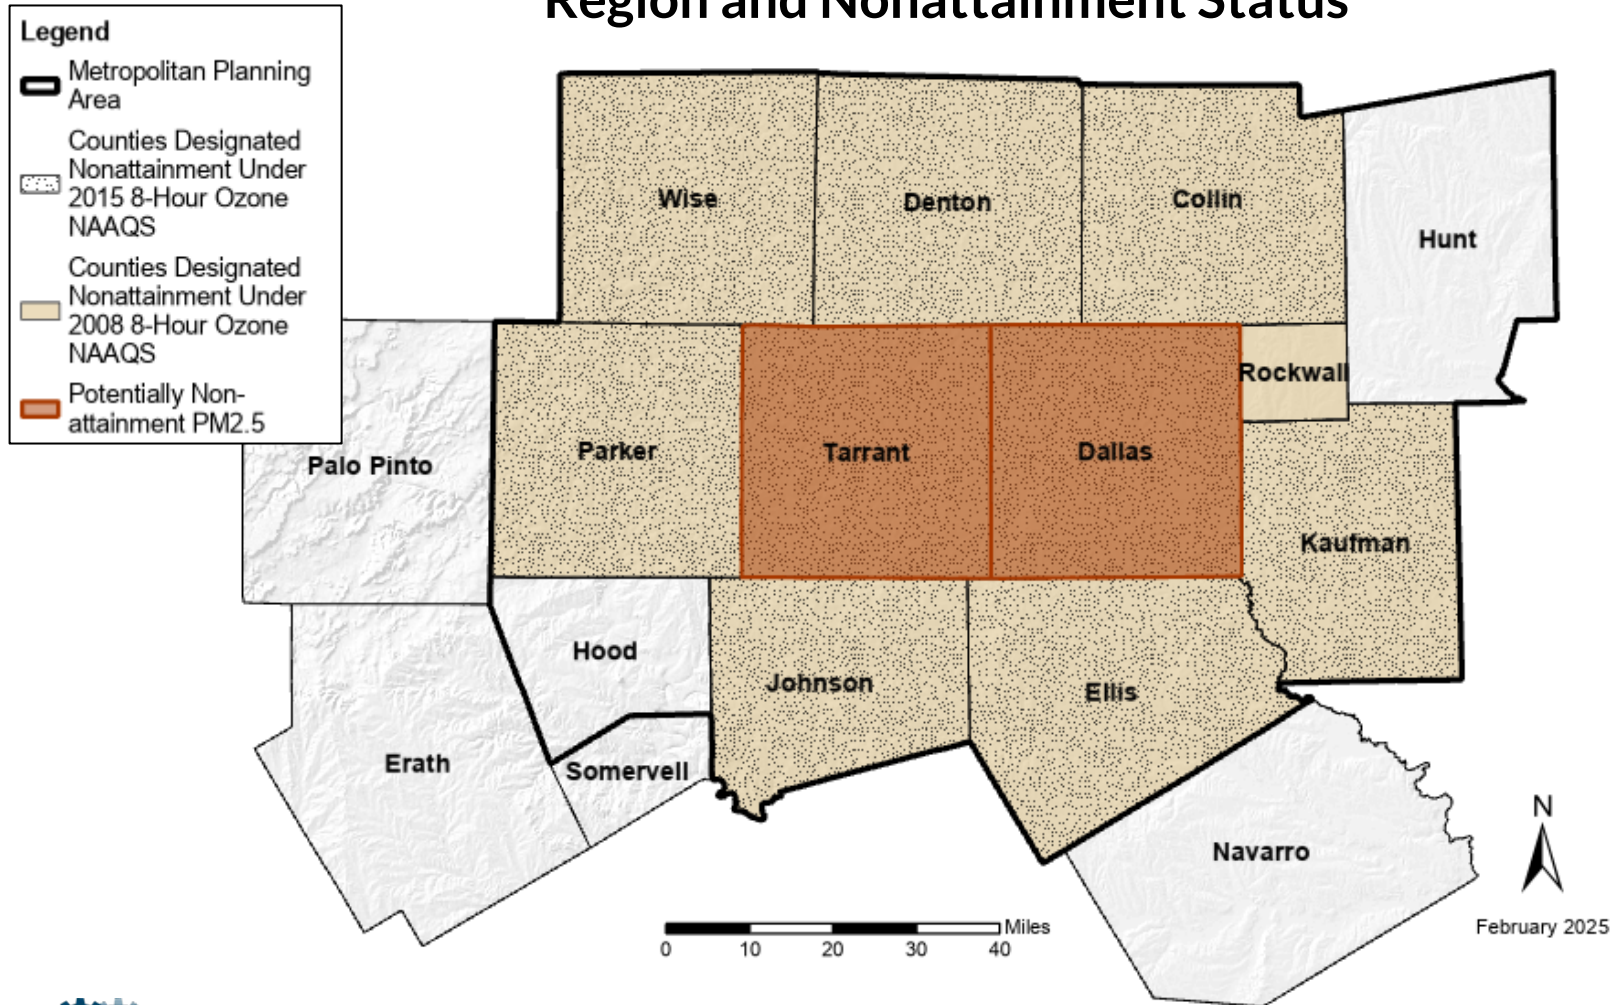 Region and Nonattainment Status
Legend
Metropolitan Planning
Area
Counties Designated
Nonattainment Under
2015 8-Hour Ozone
NAAQS
Counties Designated
Nonattainment Under
2008 8-Hour Ozone
NAAQS
Potentially Non-
attainment PM2.5
Wise
Denton
Collin
Hunt
Rockwall
Parker
Tarrant
Dallas
Palo Pinto
Kaufman
Hood
Johnson
Ellis
Erath
Somervell
Navarro
N
February 2025
Miles
0 10 20 30 40